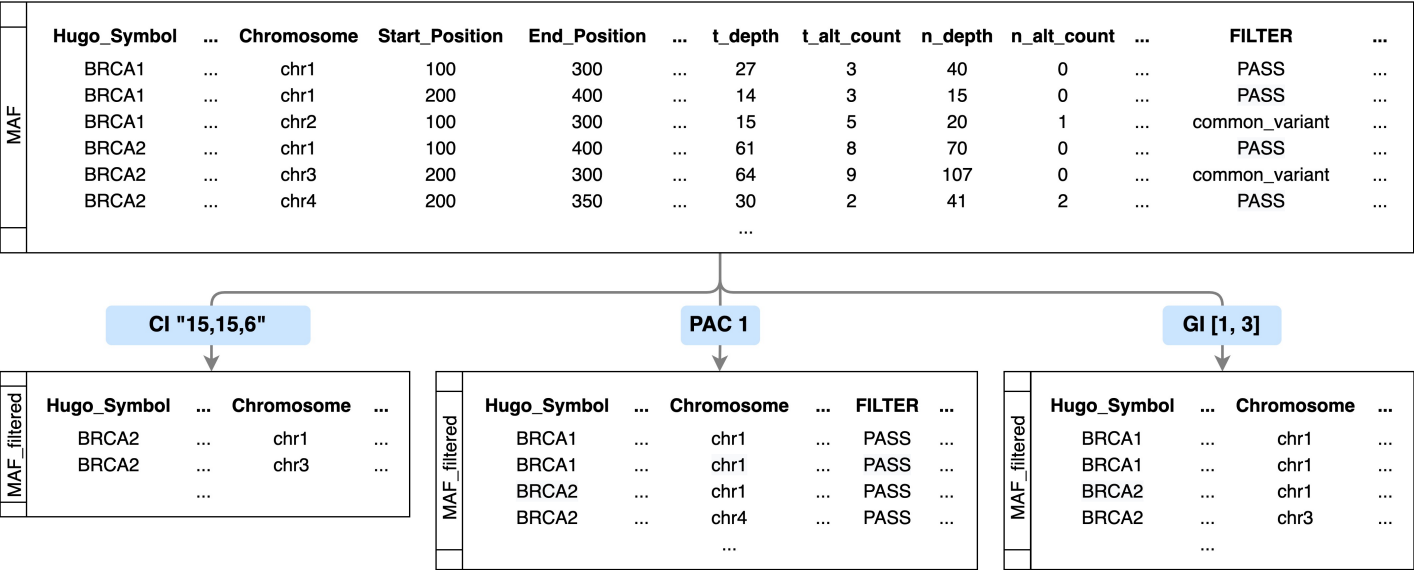 MAF
Hugo_Symbol ... Chromosome Start_Position End_Position ... t_depth t_alt_count n_depth n_alt_count ... FILTER ...
BRCA1 ... chr1 100 300 ... 27 3 40 0 ... PASS ...
BRCA1 ... chr1 200 400 ... 14 3 15 0 ... PASS ...
BRCA1 ... chr2 100 300 ... 15 5 20 1 ... common_variant ...
BRCA2 ... chr1 100 400 ... 61 8 70 0 ... PASS ...
BRCA2 ... chr3 200 300 ... 64 9 107 0 ... common_variant ...
BRCA2 ... chr4 200 350 ... 30 2 41 2 ... PASS ...
...
CI "15,15,6"
PAC 1
GI [1, 3]
MAF_filtered
Hugo_Symbol ... Chromosome ...
BRCA2 ... chr1 ...
BRCA2 ... chr3 ...
...
MAF_filtered
Hugo_Symbol ... Chromosome ... FILTER ...
BRCA1 ... chr1 ... PASS ...
BRCA1 ... chr1 ... PASS ...
BRCA2 ... chr1 ... PASS ...
BRCA2 ... chr4 ... PASS ...
...
MAF_filtered
Hugo_Symbol ... Chromosome ...
BRCA1 ... chr1 ...
BRCA1 ... chr1 ...
BRCA2 ... chr1 ...
BRCA2 ... chr3 ...
...